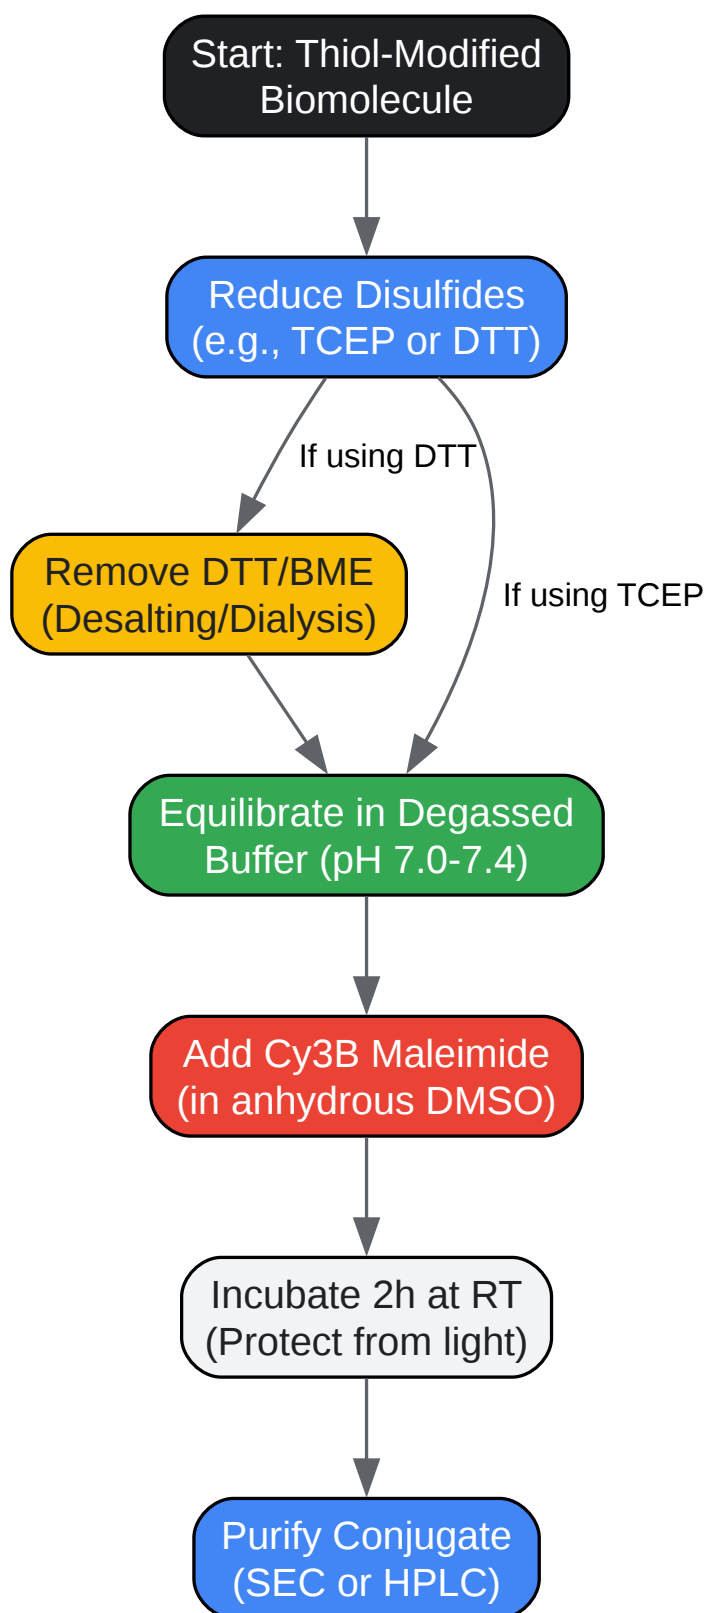 Start: Thiol-Modified
Biomolecule
Reduce Disulfides
(e.g., TCEP or DTT)
If using DTT
Remove DTT/BME
(Desalting/Dialysis)
If using TCEP
Equilibrate in Degassed
Buffer (pH 7.0-7.4)
Add Cy3B Maleimide
(in anhydrous DMSO)
Incubate 2h at RT
(Protect from light)
Purify Conjugate
(SEC or HPLC)